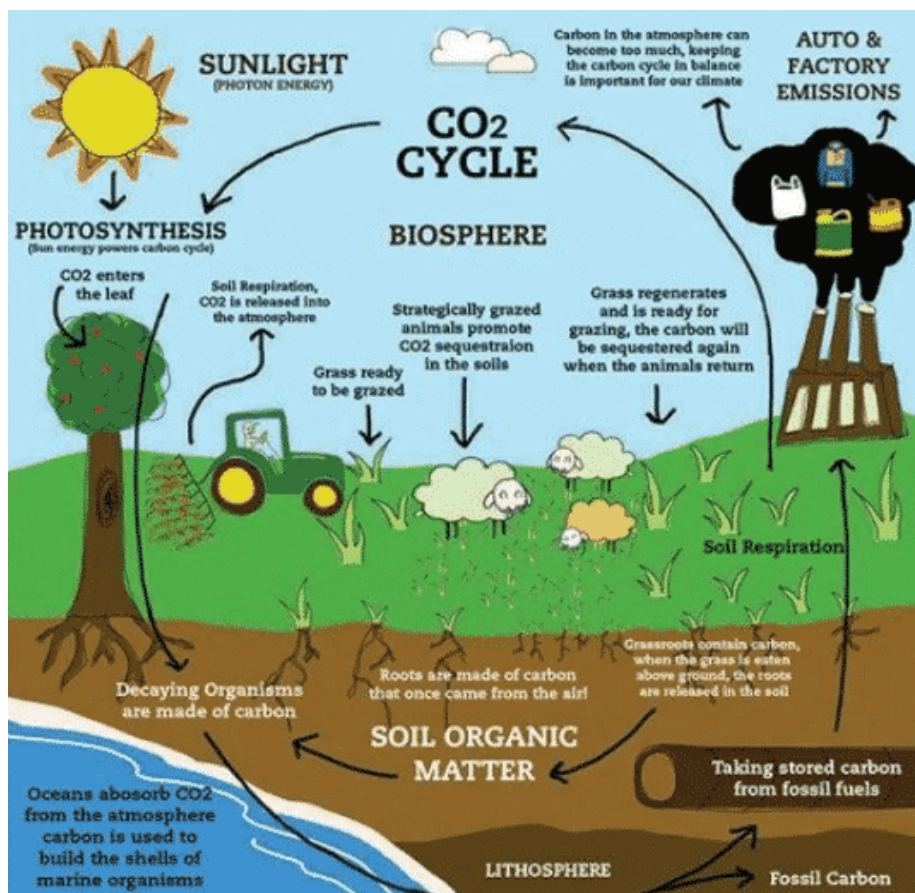 SUNLIGHT
(PHOTON ENERGY)
Carbon in the atmosphere can
become too much, keeping
the carbon cycle in balance
is important for our climate
AUTO &
FACTORY
EMISSIONS
CO2
CYCLE
PHOTOSYNTHESIS
(Sun energy powers carbon cycle)
BIOSPHERE
CO2 enters
the leaf
Soil Respiration,
CO2 is released into
the atmosphere
Strategically grazed
animals promote
CO2 sequestraion
in the soils
Grass regenerates
and is ready for
grazing, the carbon will
be sequestered again
when the animals return
Grass ready
to be grazed
Soil Respiration
Decaying Organisms
are made of carbon
Roots are made of carbon
that once came from the air!
Grassroots contain carbon,
when the grass is eaten
above ground, the roots
are released in the soil
SOIL ORGANIC
MATTER
Taking stored carbon
from fossil fuels
Oceans abosorb CO2
from the atmosphere
carbon is used to
build the shells of
marine organisms
LITHOSPHERE
Fossil Carbon